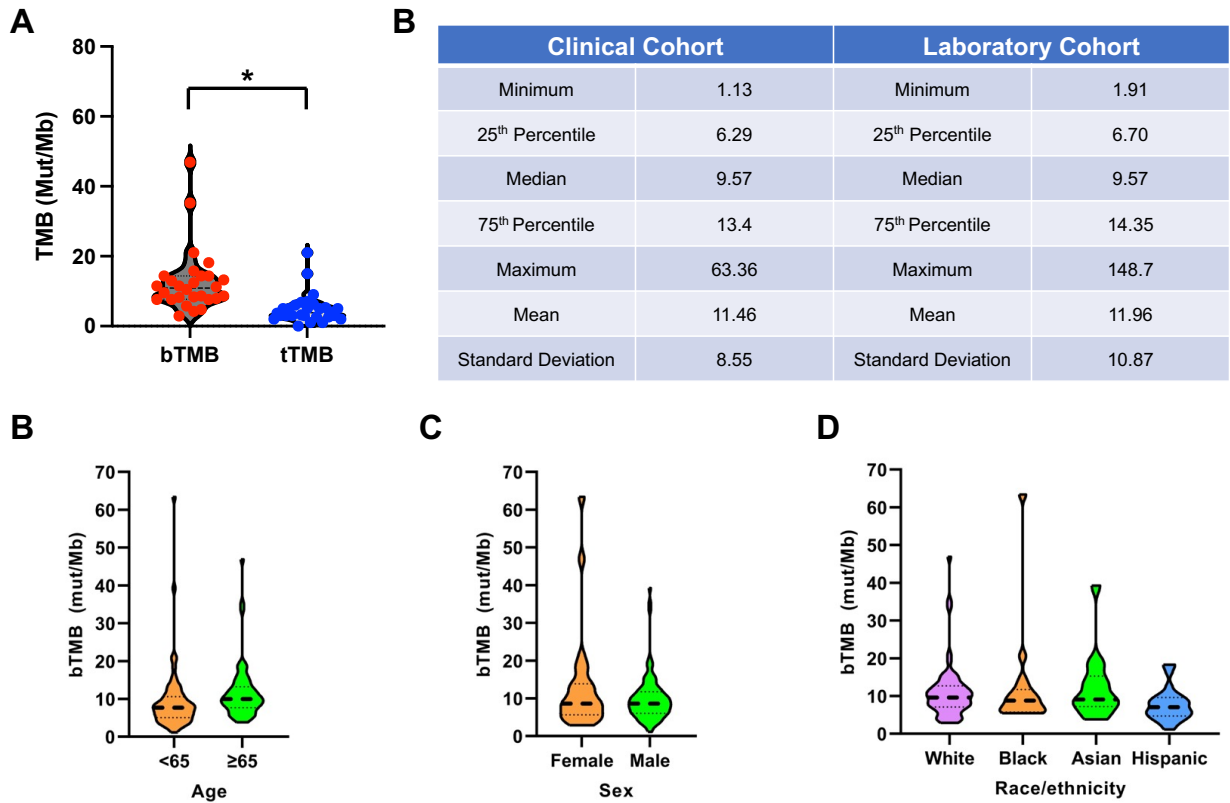 A
TMB (Mut/Mb)
80
60
40
20
0
*
bTMB tTMB
B
Clinical Cohort Laboratory Cohort
Minimum 1.13 Minimum 1.91
25th Percentile 6.29 25th Percentile 6.70
Median 9.57 Median 9.57
75th Percentile 13.4 75th Percentile 14.35
Maximum 63.36 Maximum 148.7
Mean 11.46 Mean 11.96
Standard Deviation 8.55 Standard Deviation 10.87
B
bTMB (mut/Mb)
70
60
50
40
30
20
10
0
<65 ≥65
Age
C
bTMB (mut/Mb)
70
60
50
40
30
20
10
0
Female Male
Sex
D
bTMB (mut/Mb)
70
60
50
40
30
20
10
0
White Black Asian Hispanic
Race/ethnicity